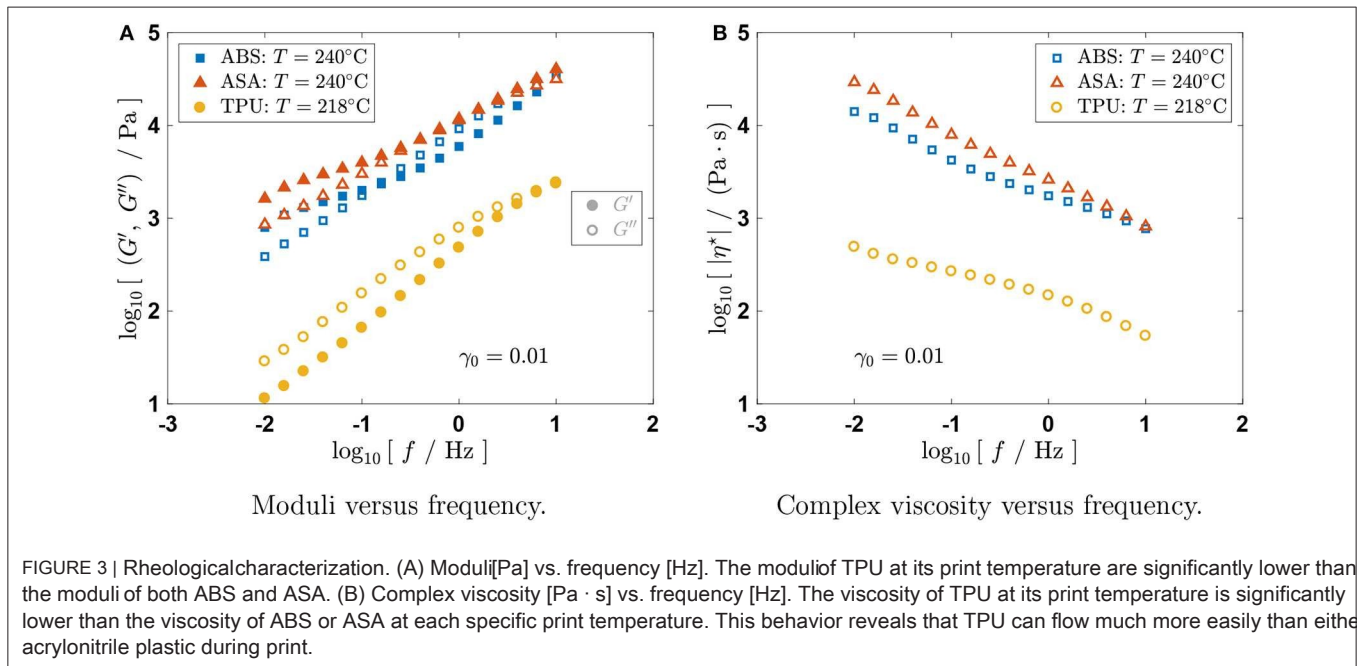 A
5
4
3
2
1
-3
-2
-1
0
1
2
log₁₀ [ (G′, G″) / Pa ]
log₁₀ [ f / Hz ]
ABS: T = 240°C
ASA: T = 240°C
TPU: T = 218°C
G′
G″
γ₀ = 0.01
Moduli versus frequency.
B
5
4
3
2
1
-3
-2
-1
0
1
2
log₁₀ [ |η*| / (Pa · s) ]
log₁₀ [ f / Hz ]
ABS: T = 240°C
ASA: T = 240°C
TPU: T = 218°C
γ₀ = 0.01
Complex viscosity versus frequency.
FIGURE 3 | Rheologicalcharacterization. (A) Moduli[Pa] vs. frequency [Hz]. The moduliof TPU at its print temperature are significantly lower than
the moduli of both ABS and ASA. (B) Complex viscosity [Pa · s] vs. frequency [Hz]. The viscosity of TPU at its print temperature is significantly
lower than the viscosity of ABS or ASA at each specific print temperature. This behavior reveals that TPU can flow much more easily than eithe
acrylonitrile plastic during print.